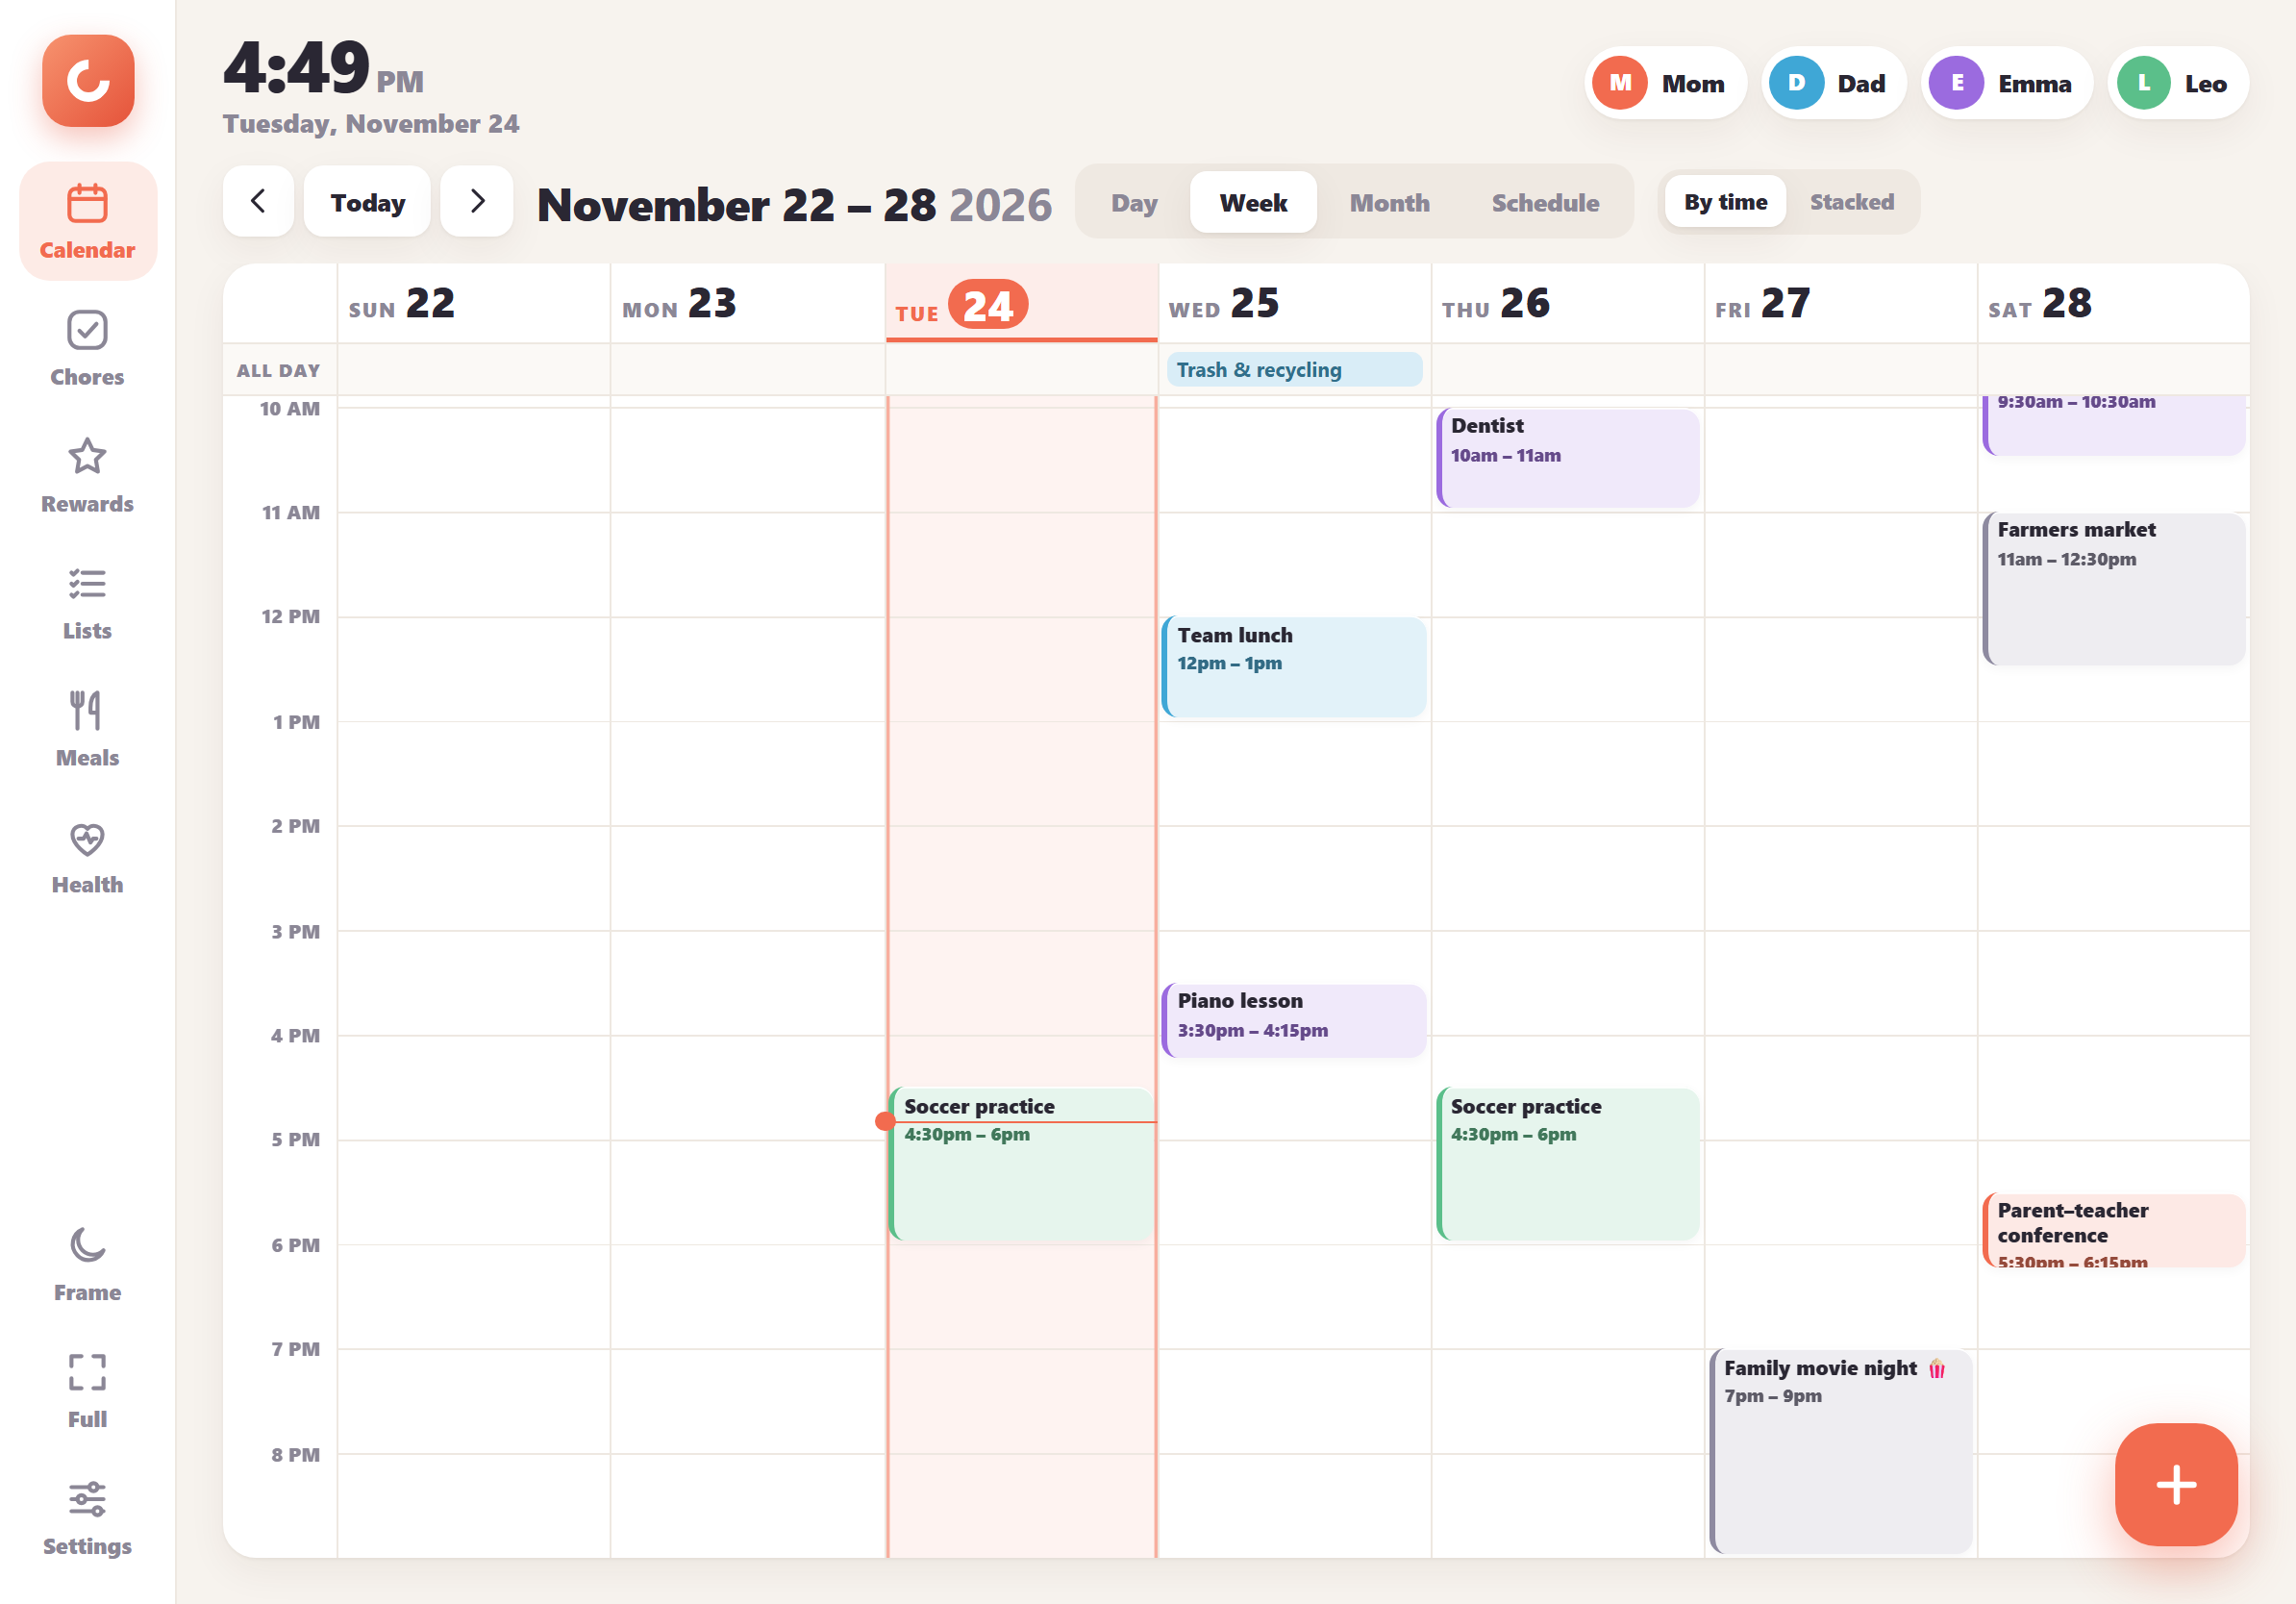 4:49 PM
Tuesday, November 24
M Mom
D Dad
E Emma
L Leo
Today
November 22 – 28 2026
Day
Week
Month
Schedule
By time
Stacked
Calendar
Chores
Rewards
Lists
Meals
Health
Frame
Full
Settings
SUN 22
MON 23
TUE 24
WED 25
THU 26
FRI 27
SAT 28
ALL DAY
Trash & recycling
10 AM
11 AM
12 PM
1 PM
2 PM
3 PM
4 PM
5 PM
6 PM
7 PM
8 PM
Soccer practice
4:30pm – 6pm
Team lunch
12pm – 1pm
Piano lesson
3:30pm – 4:15pm
Dentist
10am – 11am
Soccer practice
4:30pm – 6pm
Family movie night 🍿
7pm – 9pm
9:30am – 10:30am
Farmers market
11am – 12:30pm
Parent–teacher
conference
5:30pm – 6:15pm